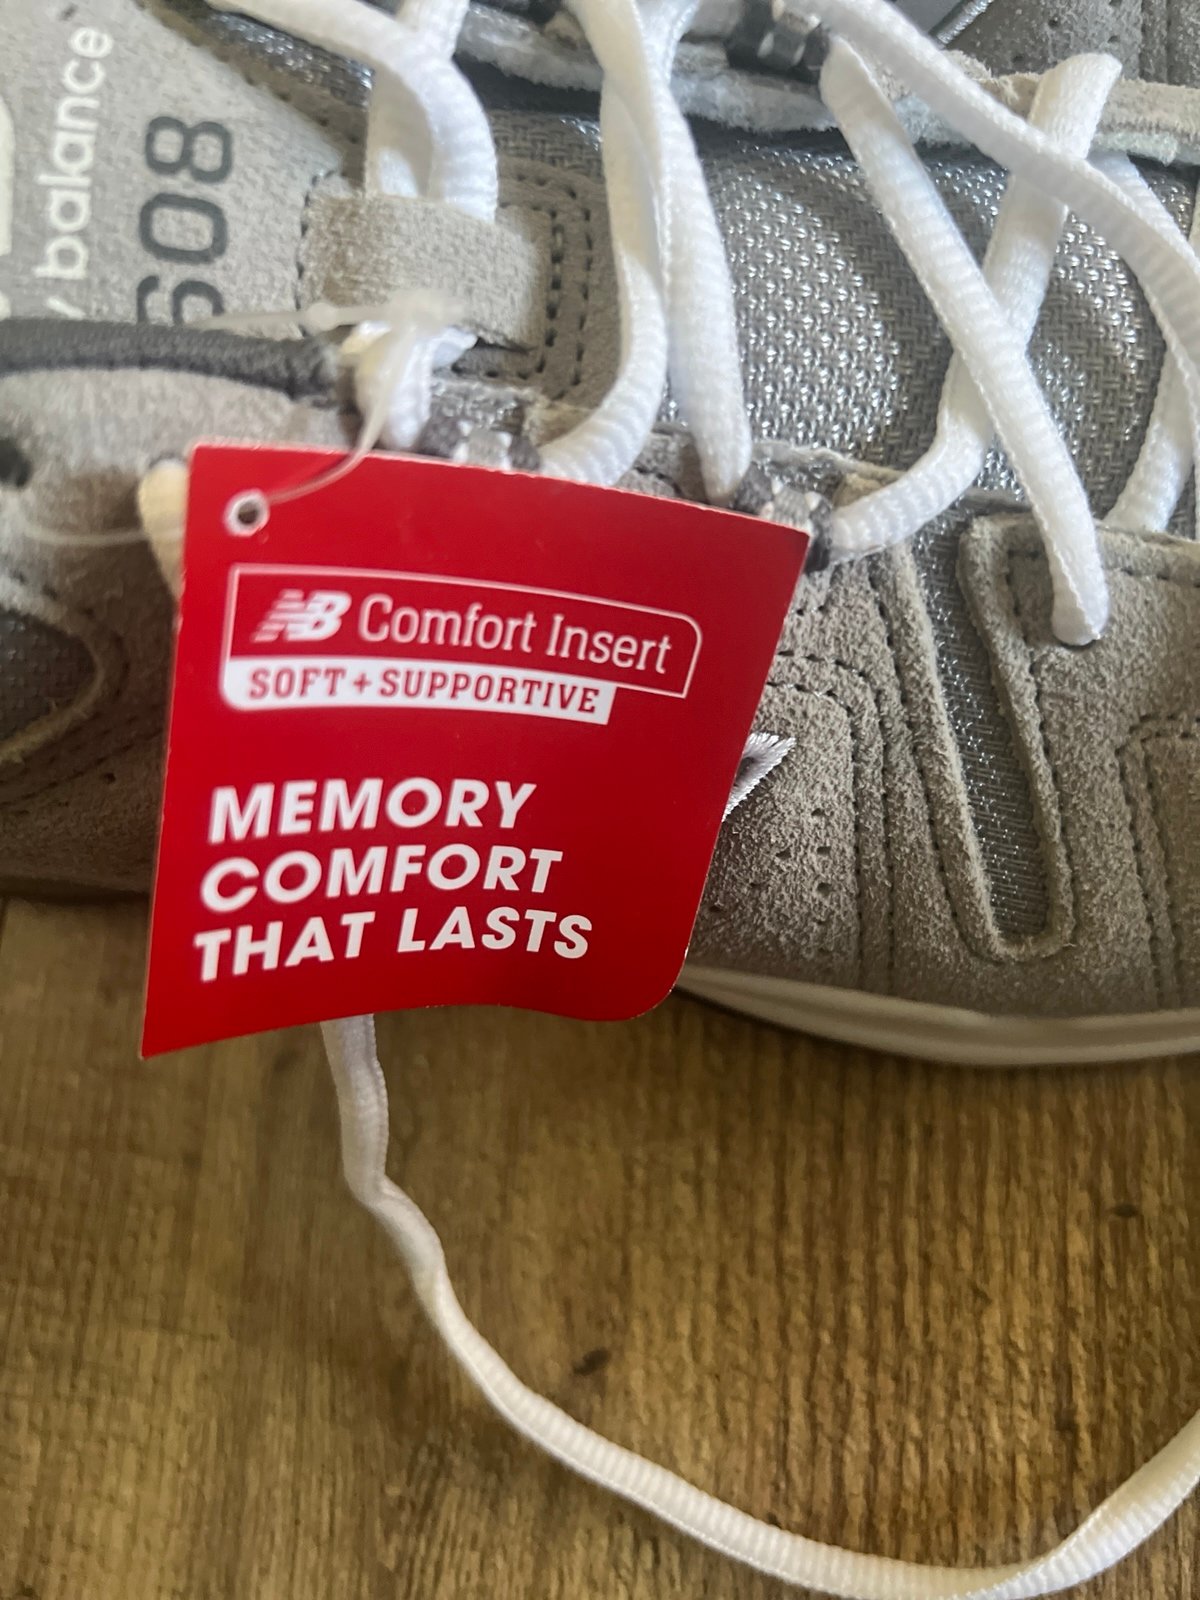 balance
608
NB Comfort Insert
SOFT + SUPPORTIVE
MEMORY
COMFORT
THAT LASTS